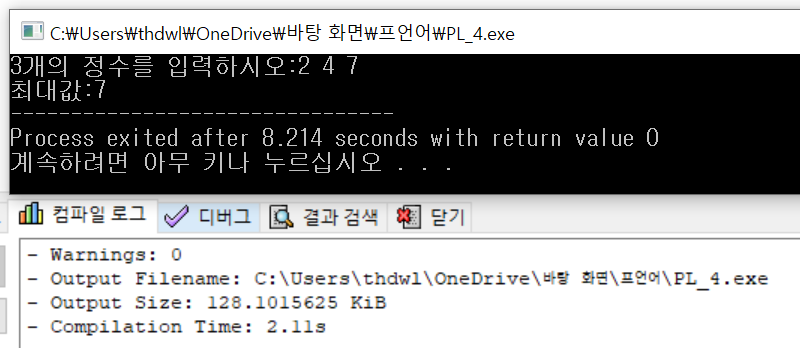 C:₩Users₩thdwl₩OneDrive₩바탕 화면₩프언어₩PL_4.exe
3개의 정수를 입력하시오:2 4 7
최대값:7
--------------------------------
Process exited after 8.214 seconds with return value 0
계속하려면 아무 키나 누르십시오 . . .
컴파일 로그 디버그 결과 검색 닫기
- Warnings: 0
- Output Filename: C:\Users\thdwl\OneDrive\바탕 화면\프언어\PL_4.exe
- Output Size: 128.1015625 KiB
- Compilation Time: 2.11s